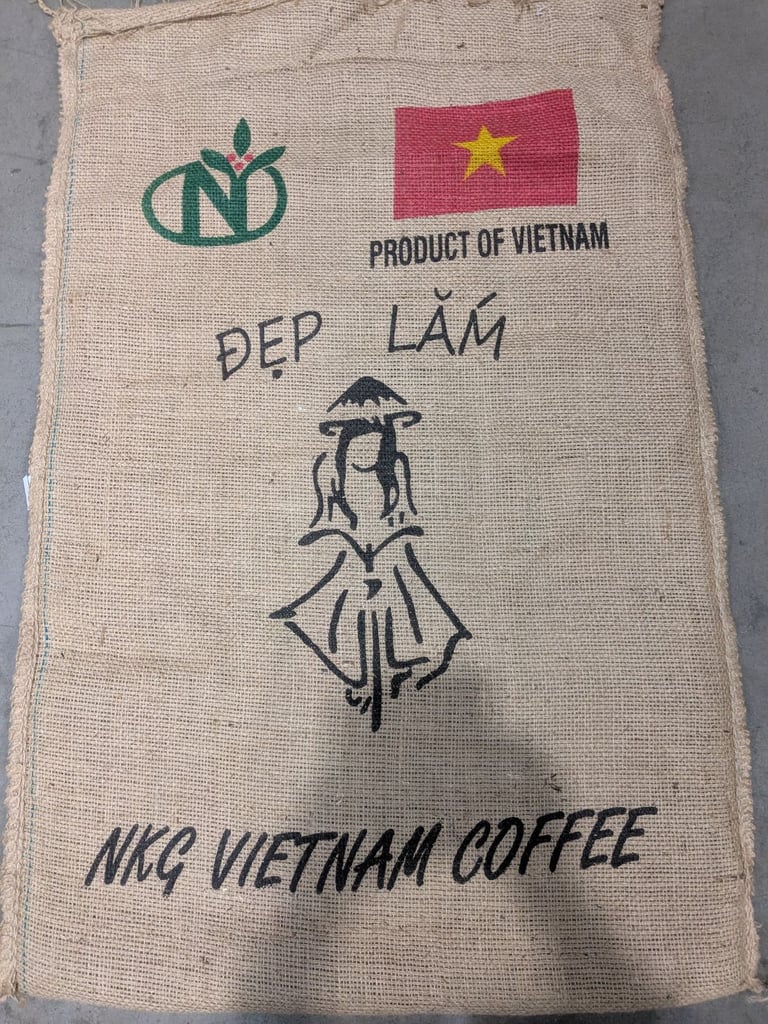 N
PRODUCT OF VIETNAM
ĐẸP LẮM
NKG VIETNAM COFFEE